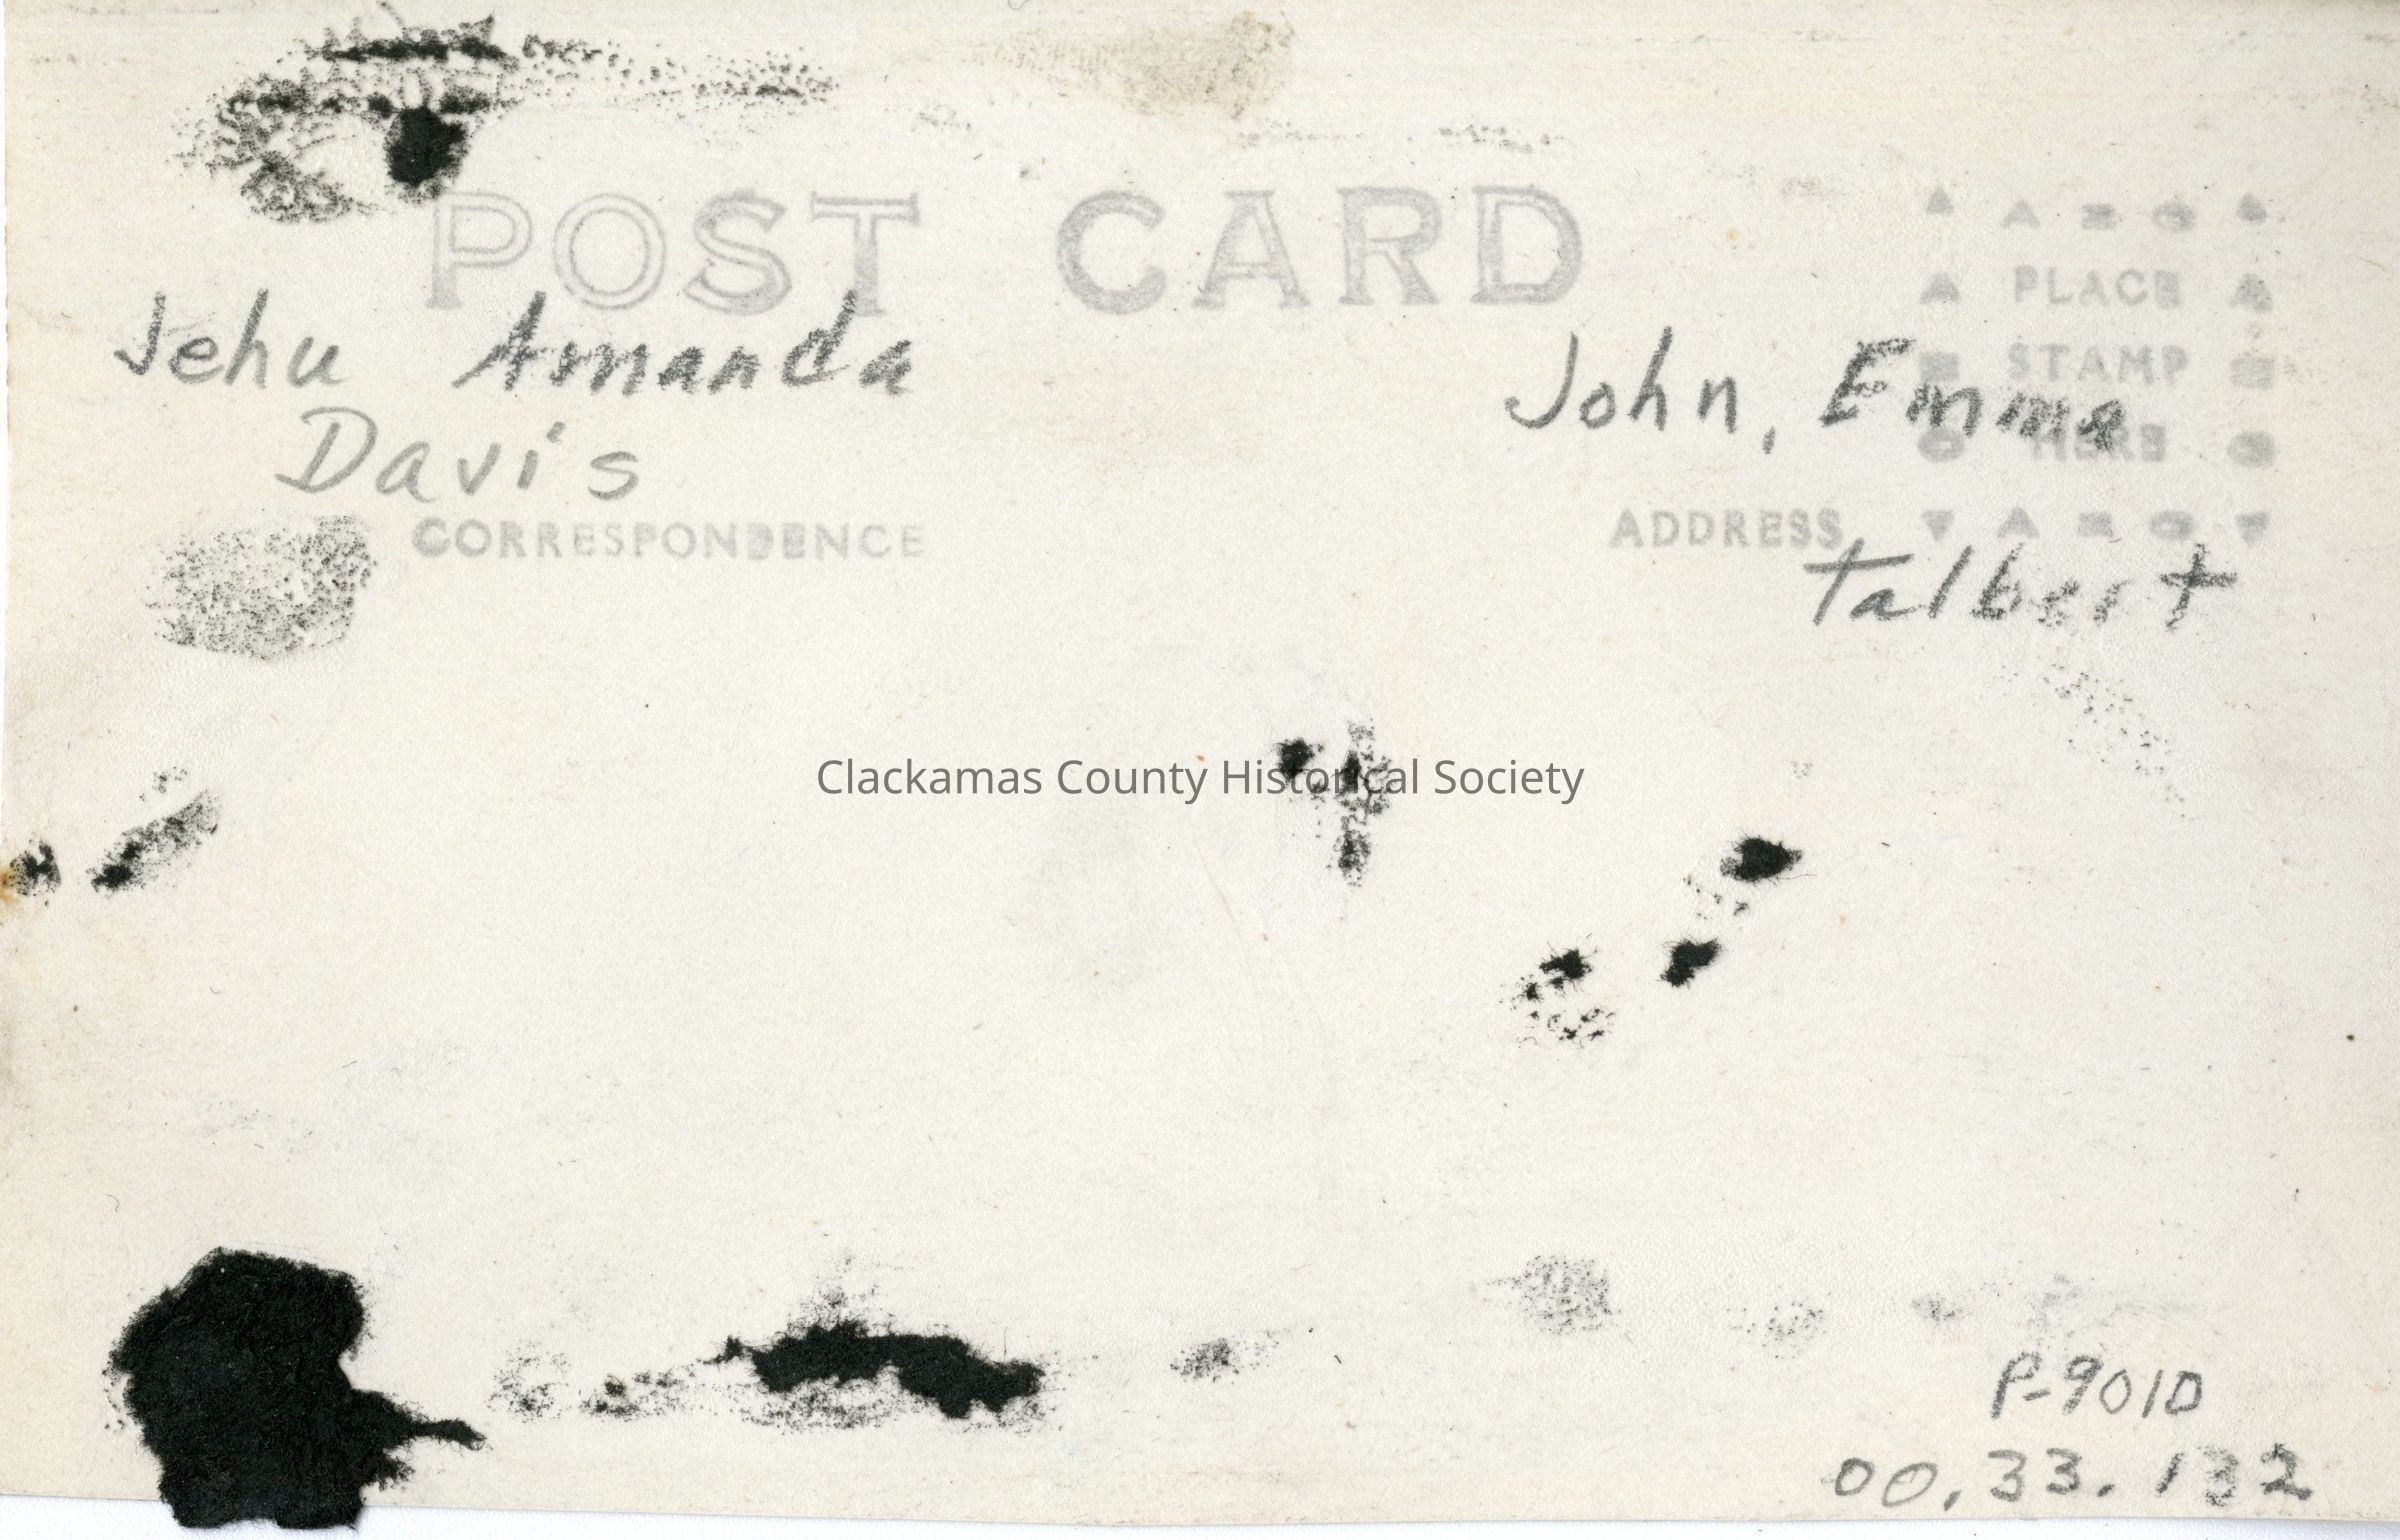 POST CARD
Jehu Amanda
Davis
CORRESPONDENCE
PLACE
STAMP
HERE
John, Emma
ADDRESS
Talbert
Clackamas County Historical Society
P-9010
00.33.132